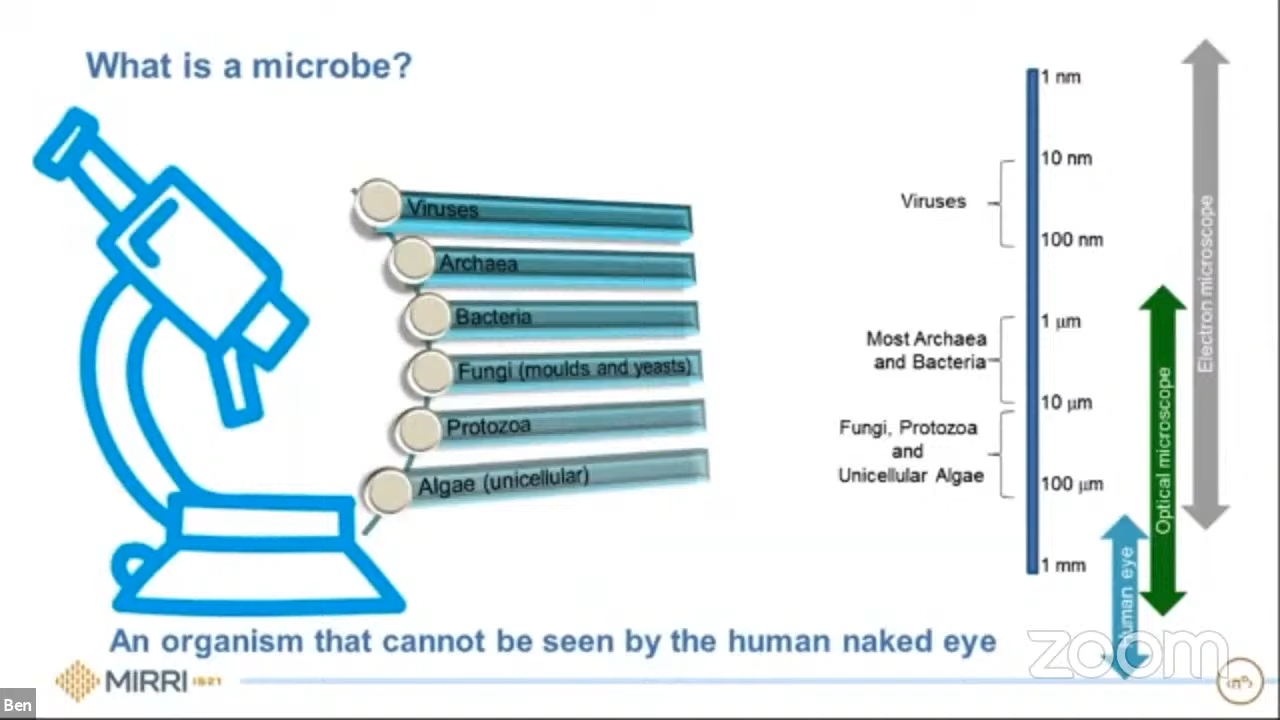 What is a microbe?
Viruses
Archaea
Bacteria
Fungi (moulds and yeasts)
Protozoa
Algae (unicellular)
Viruses
Most Archaea
and Bacteria
Fungi, Protozoa
and
Unicellular Algae
1 nm
10 nm
100 nm
1 μm
10 μm
100 μm
1 mm
Human eye
Optical microscope
Electron microscope
An organism that cannot be seen by the human naked eye
MIRRI IS21
zoom
Ben